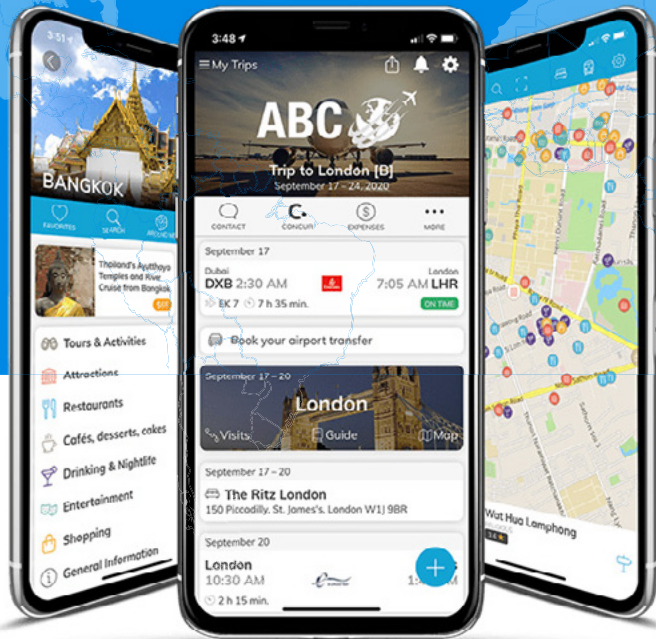 3:51
BANGKOK
FAVORITES
SEARCH
Thailand's Ayutthaya
Temples and River
Cruise from Bangkok
Tours & Activities
Attractions
Restaurants
Cafés, desserts, cakes
Drinking & Nightlife
Entertainment
Shopping
General Information
3:48
My Trips
ABC
Trip to London [B]
September 17 – 24, 2020
CONTACT
CONCUR
EXPENSES
MORE
September 17
Dubai London
DXB 2:30 AM 7:05 AM LHR
EK 7 7 h 35 min. ON TIME
Book your airport transfer
September 17 – 20
London
Visits Guide Map
September 17 – 20
The Ritz London
150 Piccadilly. St. James's, London W1J 9BR
September 20
London
10:30 AM
2 h 15 min.
Wat Hua Lamphong